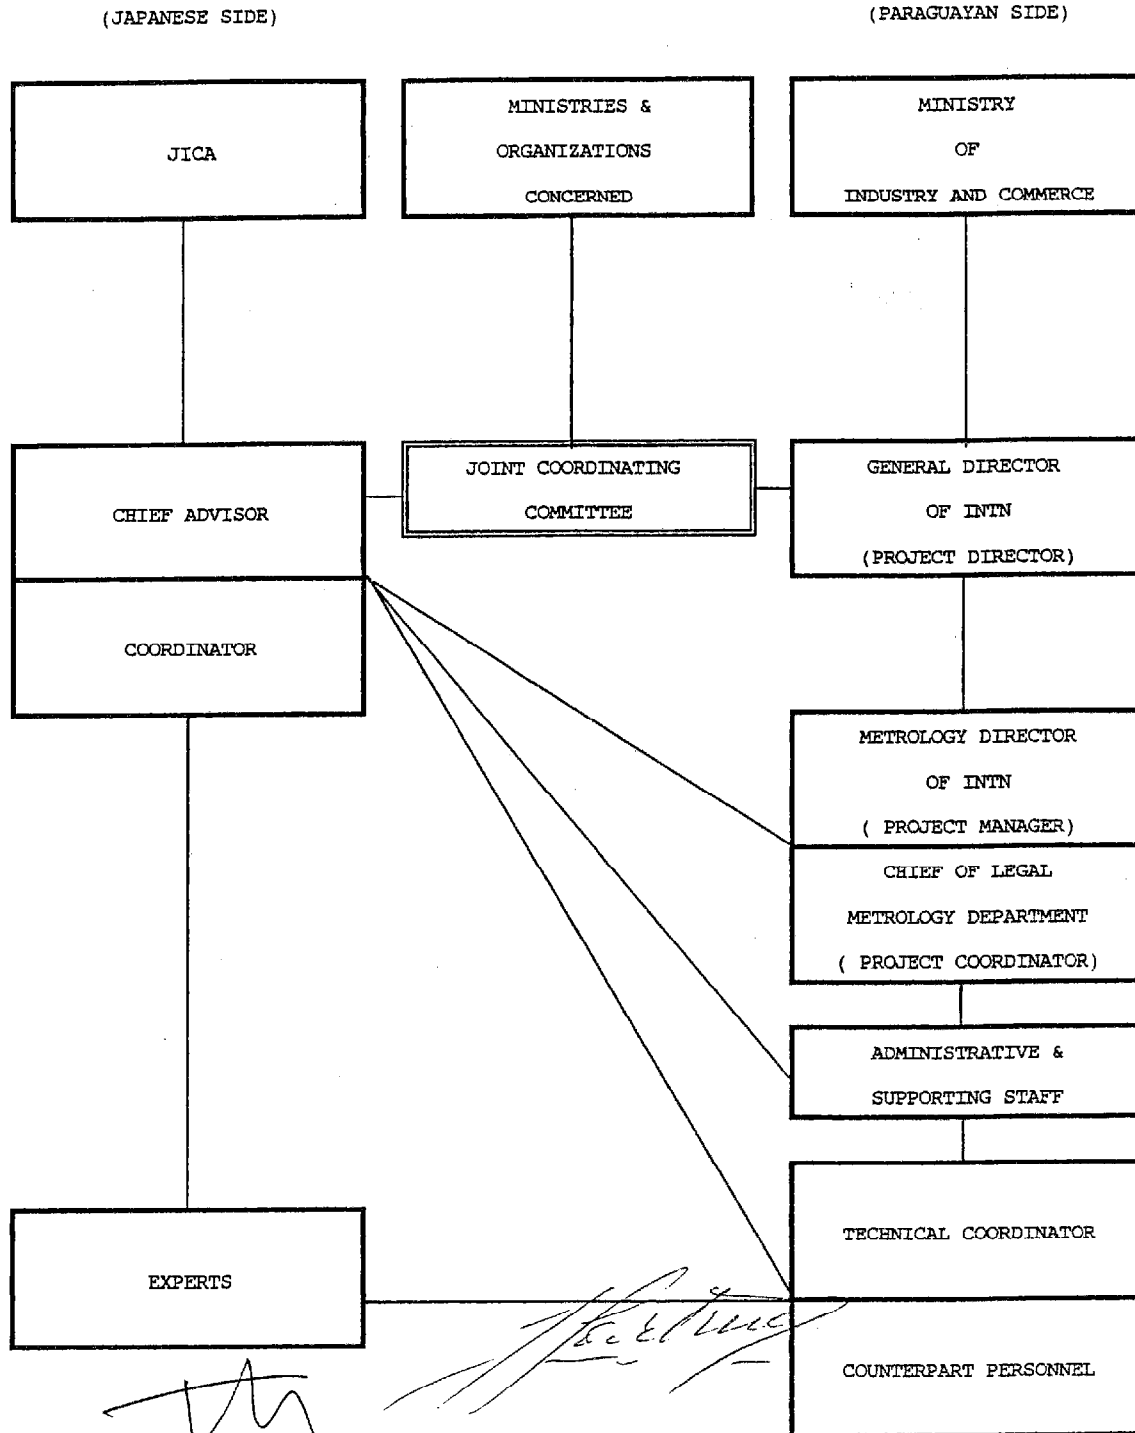 (JAPANESE SIDE)
(PARAGUAYAN SIDE)
JICA
MINISTRIES &
ORGANIZATIONS
CONCERNED
MINISTRY
OF
INDUSTRY AND COMMERCE
CHIEF ADVISOR
COORDINATOR
JOINT COORDINATING
COMMITTEE
GENERAL DIRECTOR
OF INTN
(PROJECT DIRECTOR)
METROLOGY DIRECTOR
OF INTN
( PROJECT MANAGER)
CHIEF OF LEGAL
METROLOGY DEPARTMENT
( PROJECT COORDINATOR)
ADMINISTRATIVE &
SUPPORTING STAFF
EXPERTS
TECHNICAL COORDINATOR
COUNTERPART PERSONNEL